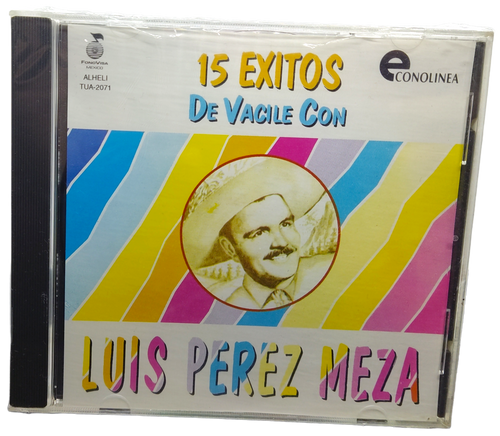 FONOVISA
MEXICO
ALHELI
TUA-2071
15 EXITOS
DE VACILE CON
ECONOLINEA
LUIS PEREZ MEZA